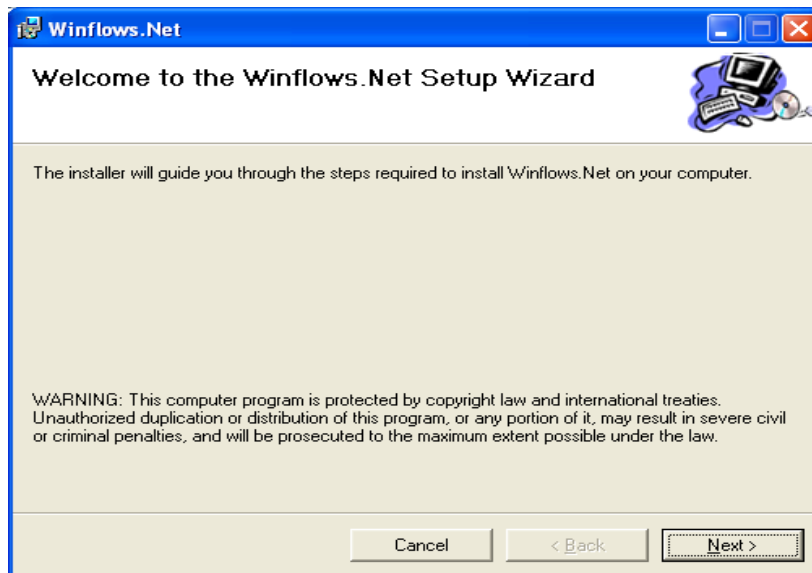 Winflows.Net
Welcome to the Winflows.Net Setup Wizard
The installer will guide you through the steps required to install Winflows.Net on your computer.
WARNING: This computer program is protected by copyright law and international treaties.
Unauthorized duplication or distribution of this program, or any portion of it, may result in severe civil
or criminal penalties, and will be prosecuted to the maximum extent possible under the law.
Cancel
< Back
Next >